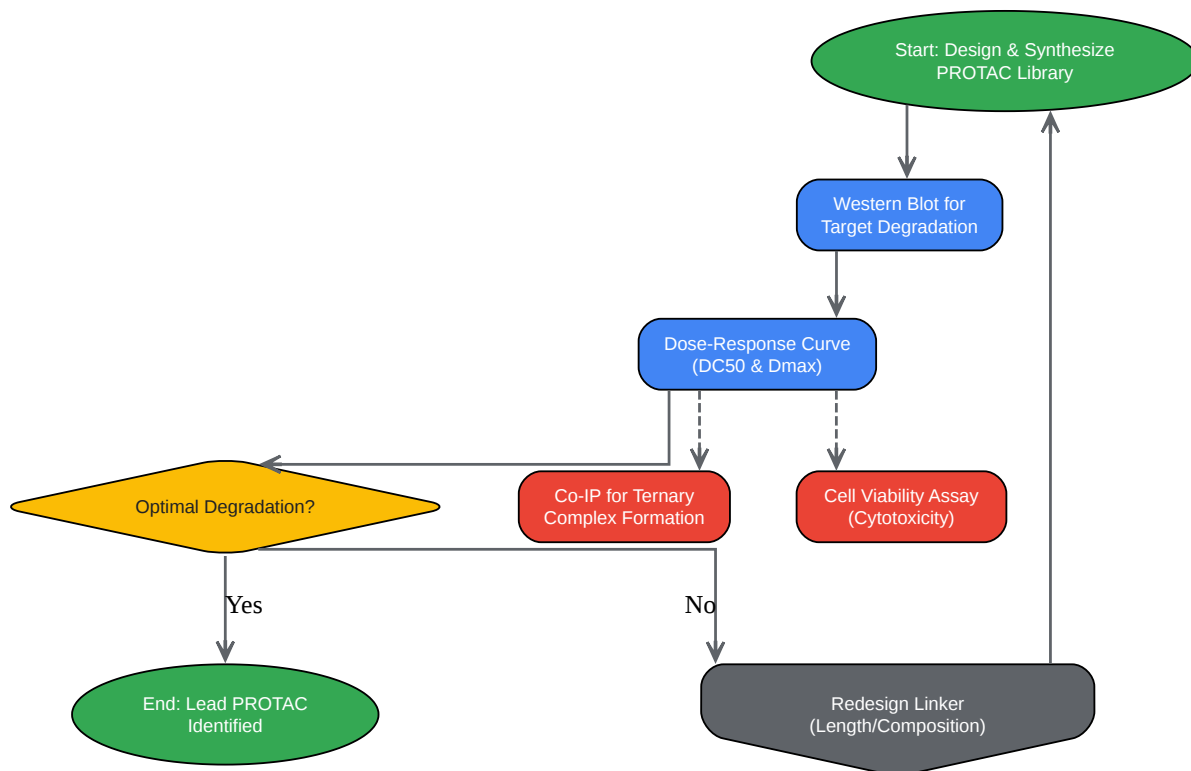 Start: Design & Synthesize
PROTAC Library
Western Blot for
Target Degradation
Dose-Response Curve
(DC50 & Dmax)
Optimal Degradation?
Co-IP for Ternary
Complex Formation
Cell Viability Assay
(Cytotoxicity)
Yes
No
End: Lead PROTAC
Identified
Redesign Linker
(Length/Composition)